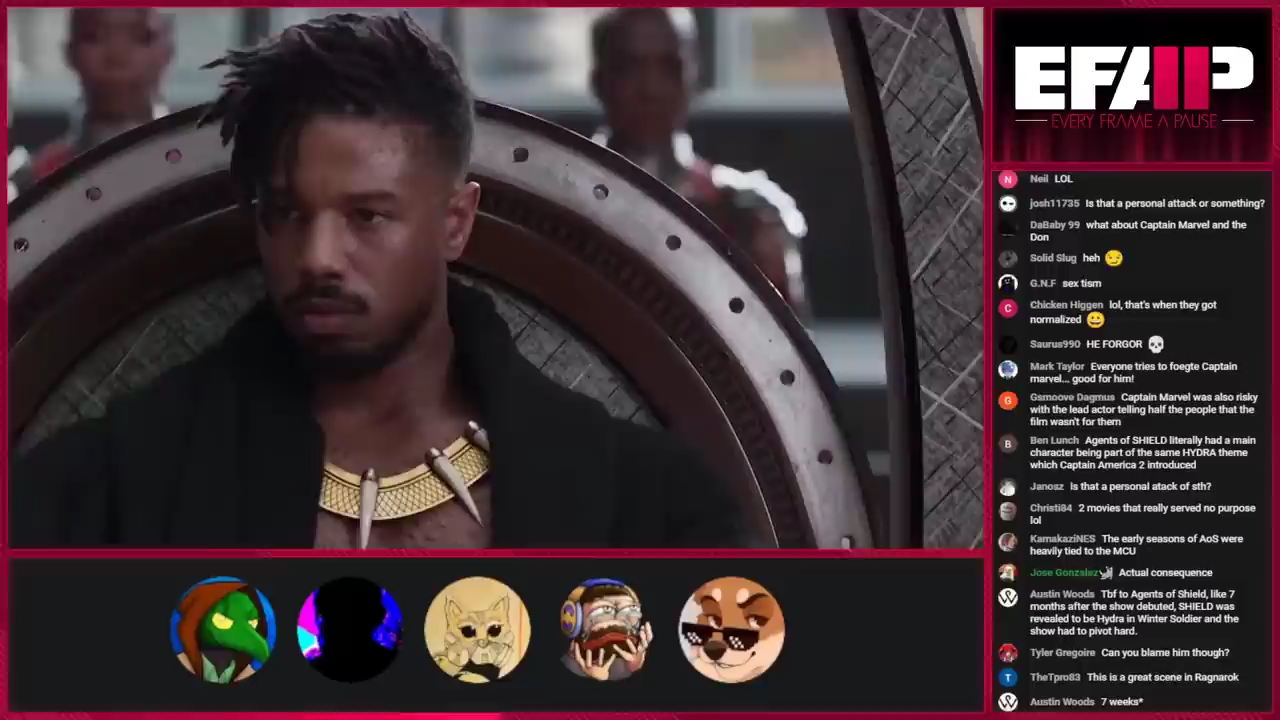 EFAP
EVERY FRAME A PAUSE
N Neil LOL
josh11735 Is that a personal attack or something?
DaBaby 99 what about Captain Marvel and the
Don
Solid Slug heh 😏
G.N.F sex tism
C Chicken Higgen lol, that's when they got
normalized 😀
Saurus990 HE FORGOR 💀
Mark Taylor Everyone tries to foegte Captain
marvel... good for him!
G Gsmoove Dagmus Captain Marvel was also risky
with the lead actor telling half the people that the
film wasn't for them
B Ben Lunch Agents of SHIELD literally had a main
character being part of the same HYDRA theme
which Captain America 2 introduced
Janosz Is that a personal atack of sth?
Christi84 2 movies that really served no purpose
lol
KamakaziNES The early seasons of AoS were
heavily tied to the MCU
Jose Gonzalez Actual consequence
Austin Woods Tbf to Agents of Shield, like 7
months after the show debuted, SHIELD was
revealed to be Hydra in Winter Soldier and the
show had to pivot hard.
Tyler Gregoire Can you blame him though?
T TheTpro83 This is a great scene in Ragnarok
Austin Woods 7 weeks*